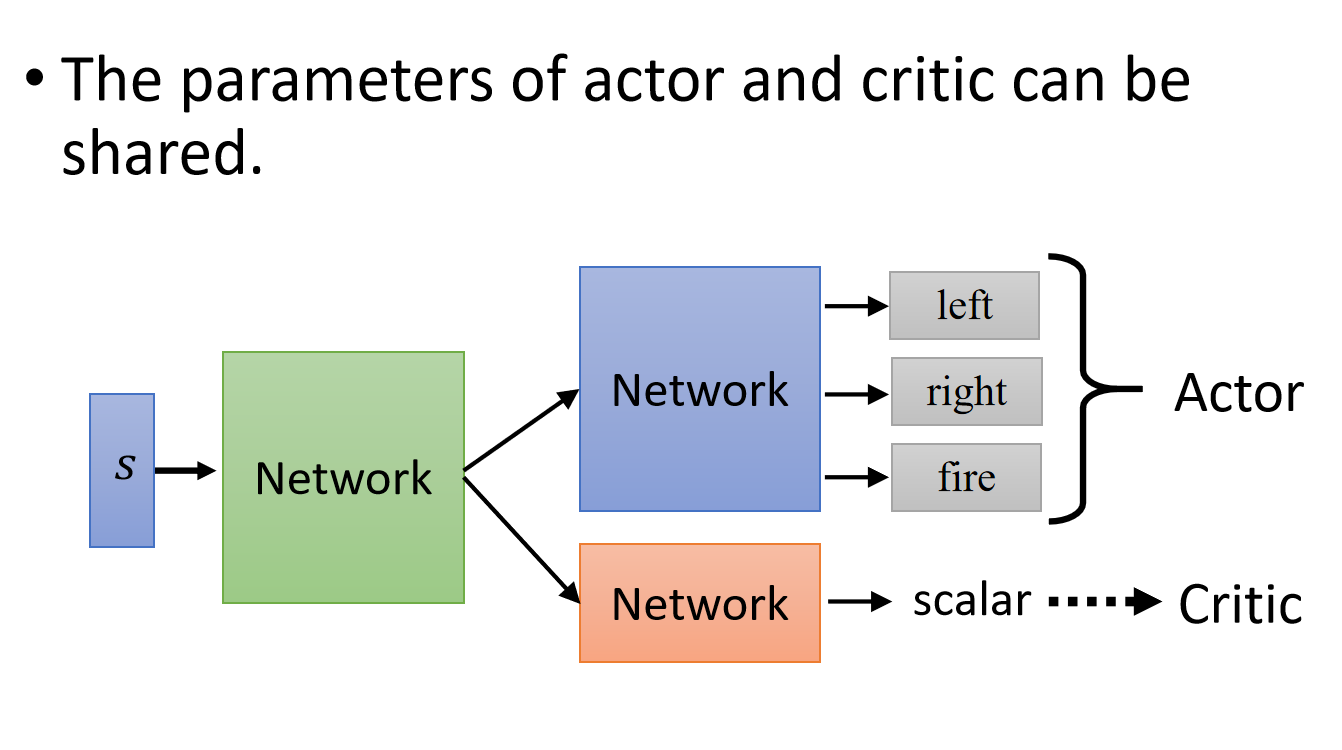 • The parameters of actor and critic can be
shared.
s
Network
Network
left
right
fire
Actor
Network
scalar
Critic